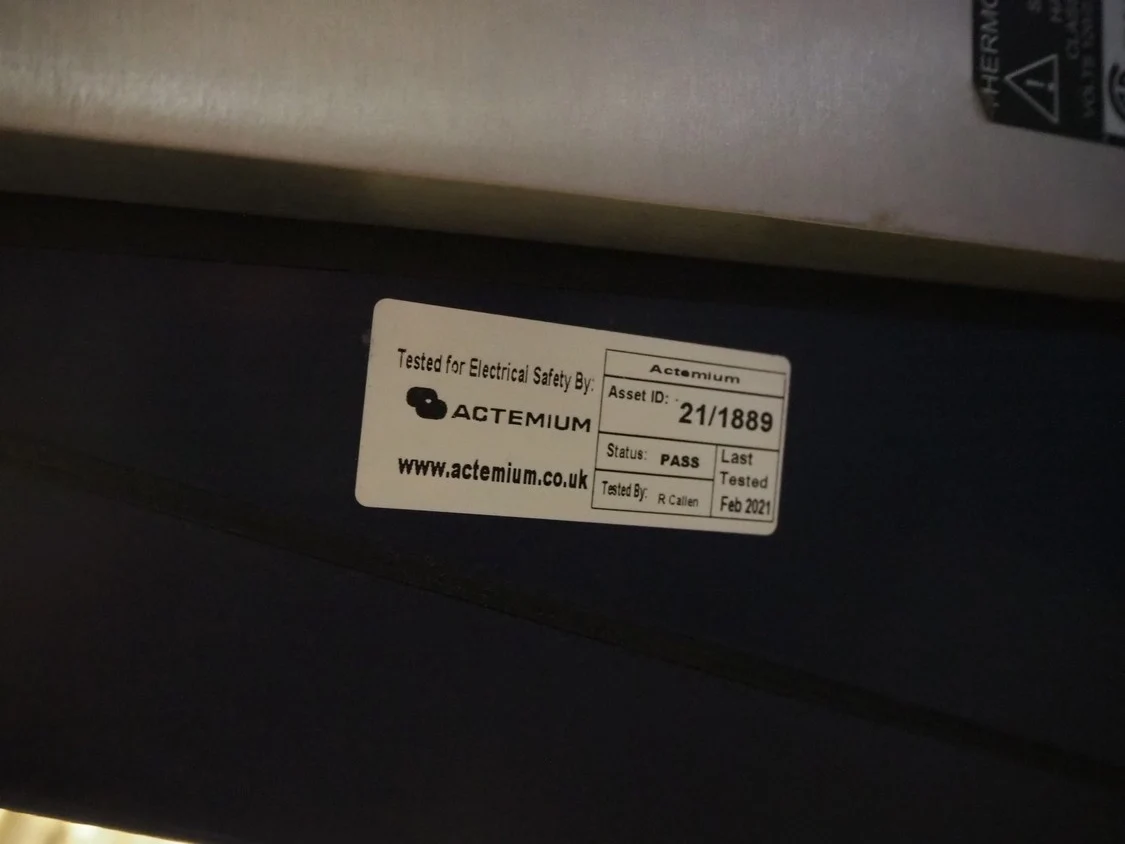 Tested for Electrical Safety By:
ACTEMIUM
www.actemium.co.uk
Actemium
Asset ID: 21/1889
Status: PASS
Tested By: R Callen
Last
Tested
Feb 2021
VOLTS